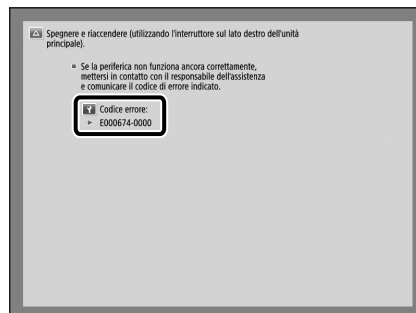 Spegnere e riaccendere (utilizzando l'interruttore sul lato destro dell'unità
principale).
Se la periferica non funziona ancora correttamente,
mettersi in contatto con il responsabile dell'assistenza
e comunicare il codice di errore indicato.
Codice errore:
E000674-0000